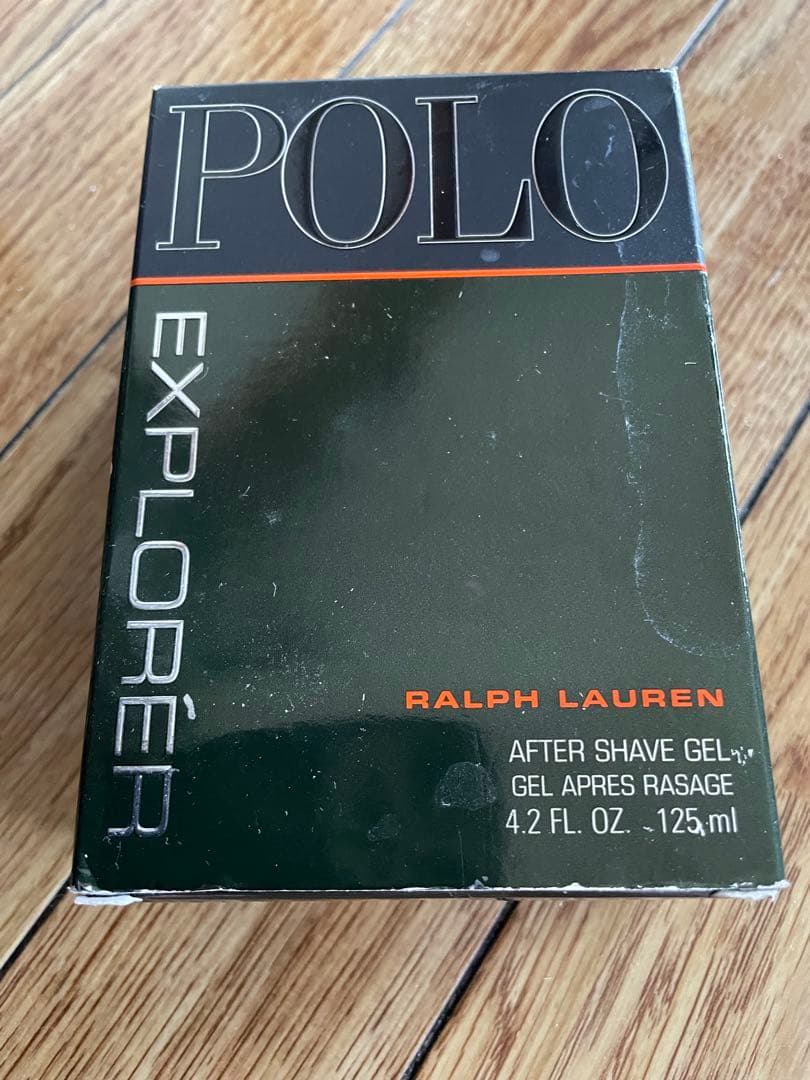 POLO
EXPLORER
RALPH LAUREN
AFTER SHAVE GEL
GEL APRES RASAGE
4.2 FL. OZ. 125 ml